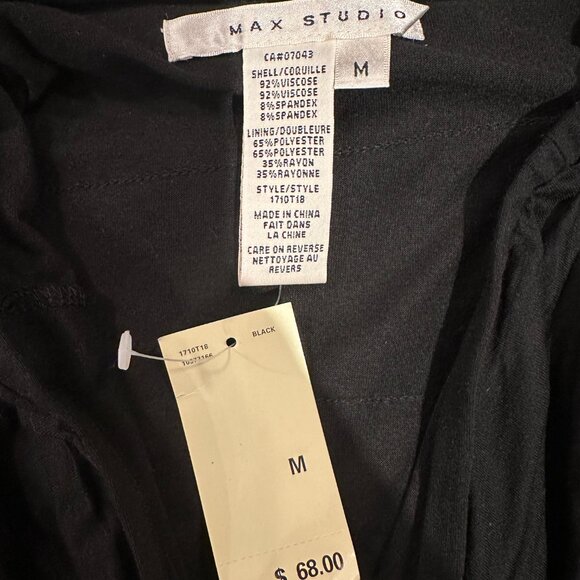 MAX STUDIO
M
CA#07043
SHELL/COQUILLE
92%VISCOSE
92%VISCOSE
8%SPANDEX
8%SPANDEX
LINING/DOUBLEURE
65%POLYESTER
65%POLYESTER
35%RAYON
35%RAYONNE
STYLE/STYLE
1710T18
MADE IN CHINA
FAIT DANS
LA CHINE
CARE ON REVERSE
NETTOYAGE AU
REVERS
1710T18 BLACK
M
$ 68.00